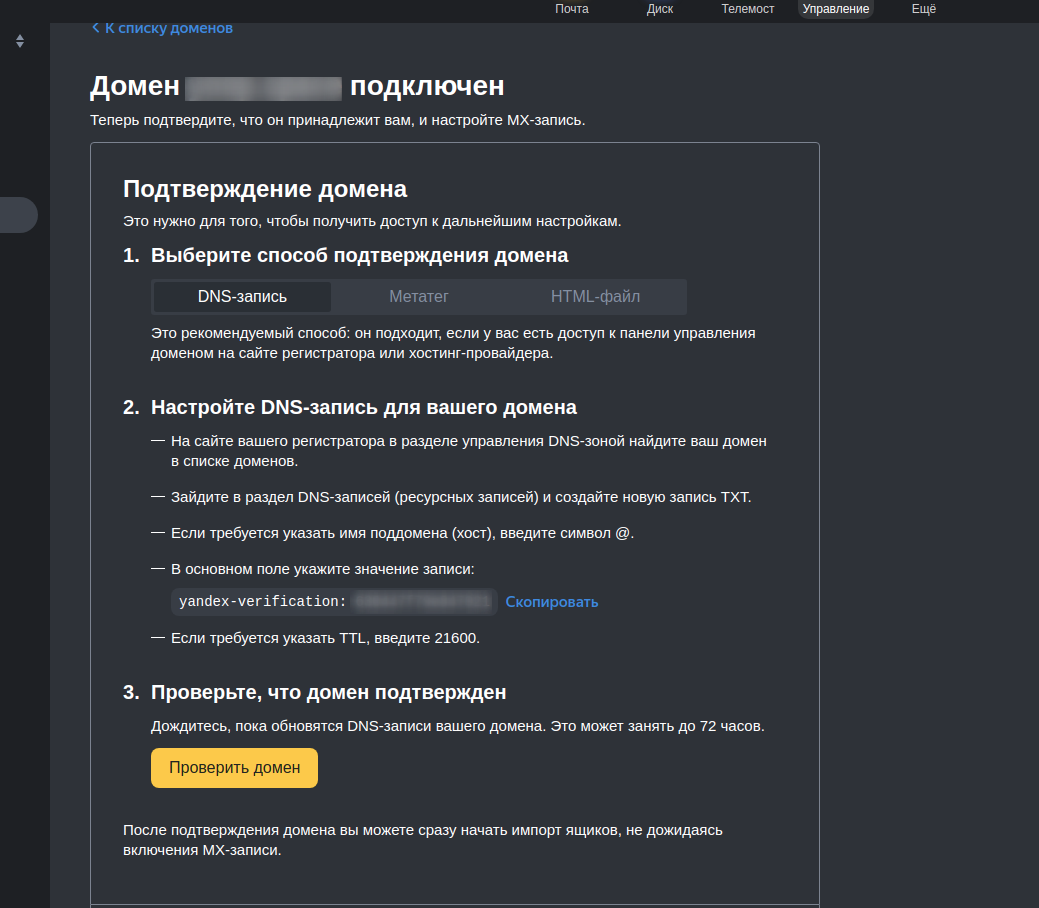 Почта Диск Телемост Управление Ещё
К списку доменов
Домен подключен
Теперь подтвердите, что он принадлежит вам, и настройте MX-запись.
Подтверждение домена
Это нужно для того, чтобы получить доступ к дальнейшим настройкам.
1. Выберите способ подтверждения домена
DNS-запись Метатег HTML-файл
Это рекомендуемый способ: он подходит, если у вас есть доступ к панели управления
доменом на сайте регистратора или хостинг-провайдера.
2. Настройте DNS-запись для вашего домена
— На сайте вашего регистратора в разделе управления DNS-зоной найдите ваш домен
в списке доменов.
— Зайдите в раздел DNS-записей (ресурсных записей) и создайте новую запись TXT.
— Если требуется указать имя поддомена (хост), введите символ @.
— В основном поле укажите значение записи:
yandex-verification: Скопировать
— Если требуется указать TTL, введите 21600.
3. Проверьте, что домен подтвержден
Дождитесь, пока обновятся DNS-записи вашего домена. Это может занять до 72 часов.
Проверить домен
После подтверждения домена вы можете сразу начать импорт ящиков, не дожидаясь
включения MX-записи.